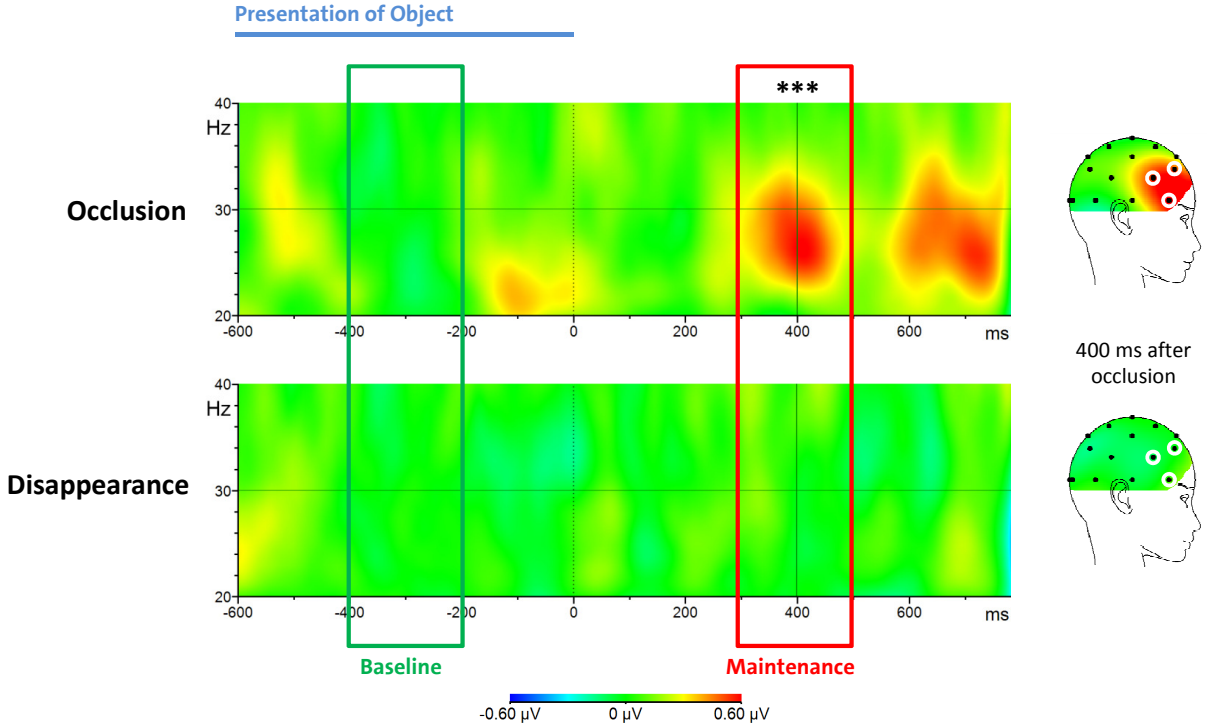 Presentation of Object
***
40
Hz
Occlusion
30
20
-600
-400
-200
0
200
400
600
ms
400 ms after
occlusion
40
Hz
Disappearance
30
20
-600
-400
-200
0
200
400
600
ms
Baseline
Maintenance
-0.60 µV
0 µV
0.60 µV